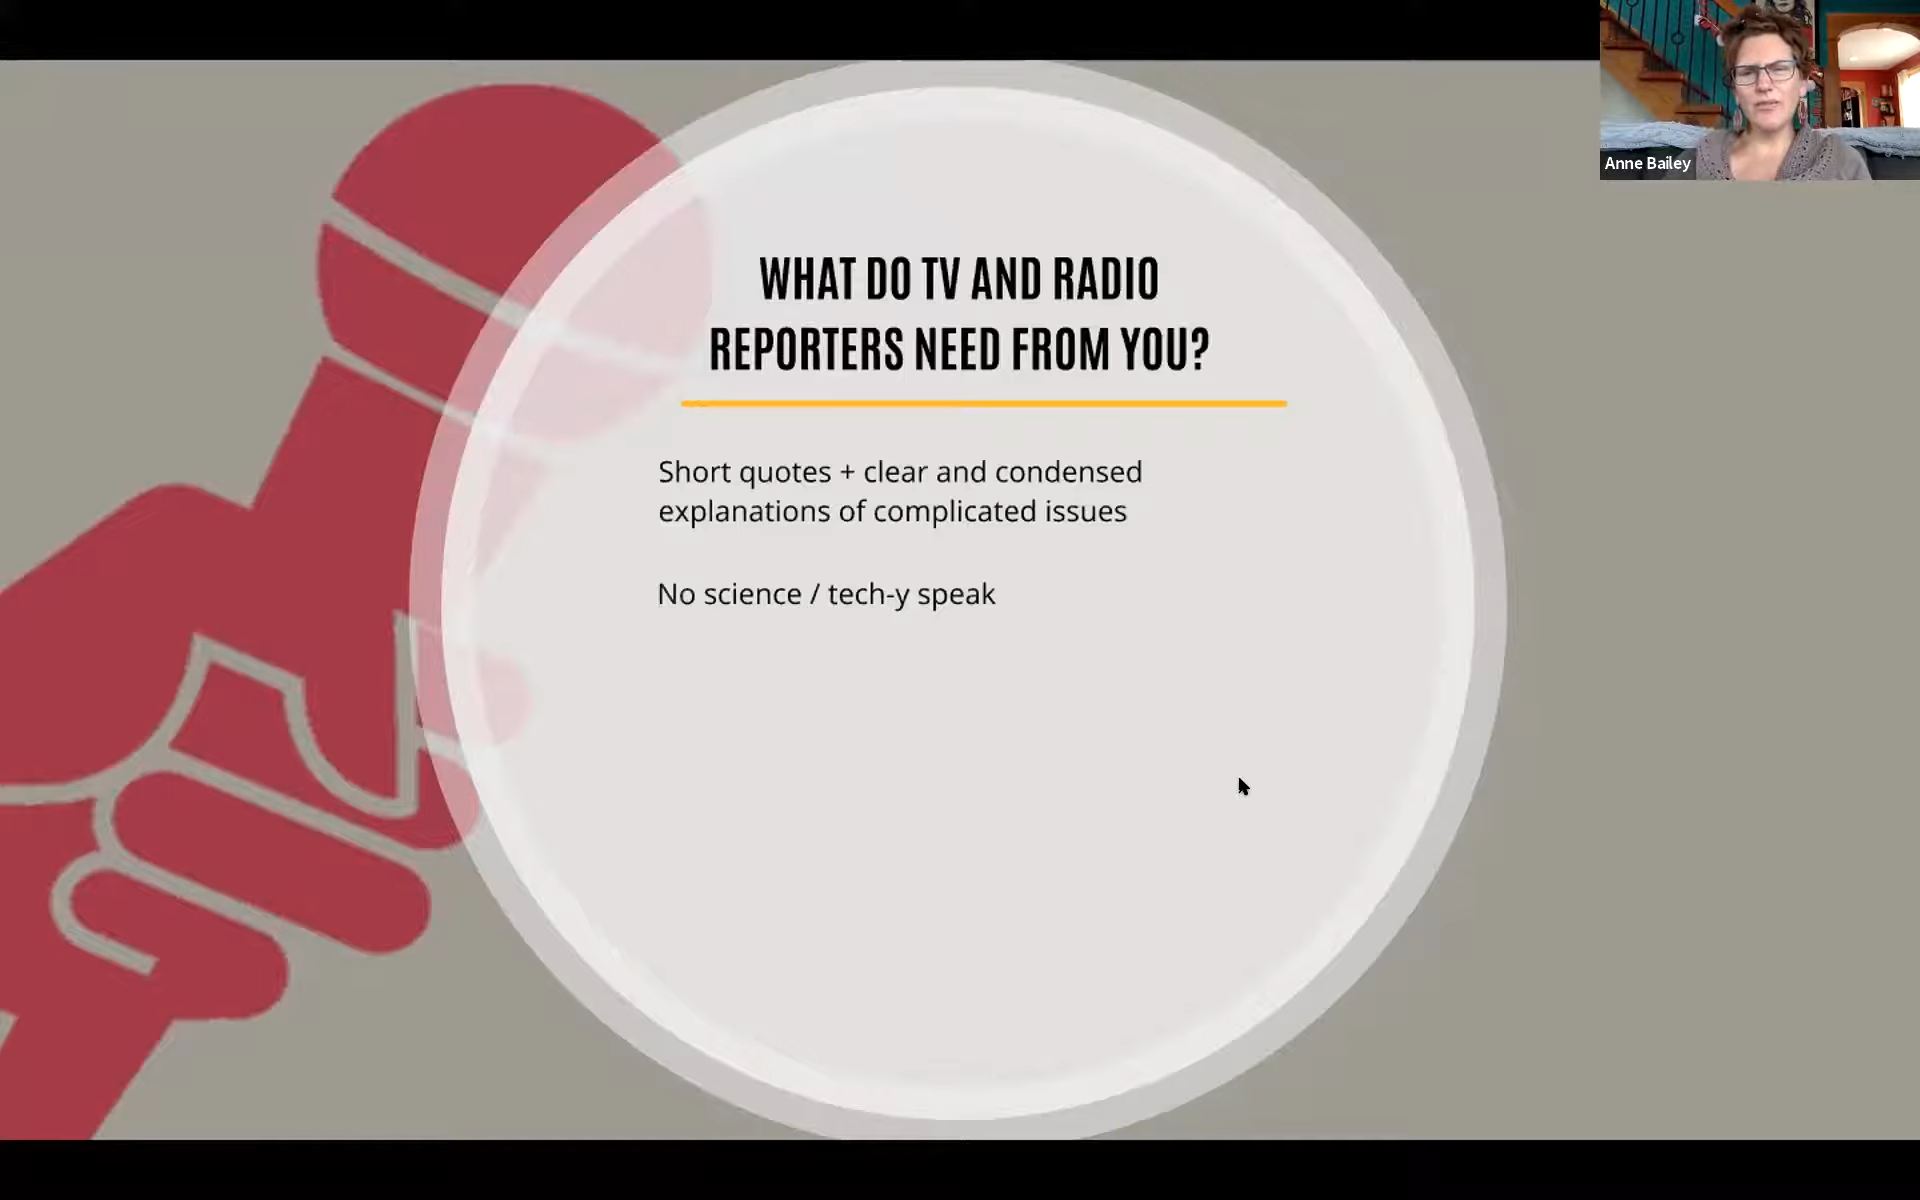 Anne Bailey
WHAT DO TV AND RADIO
REPORTERS NEED FROM YOU?
Short quotes + clear and condensed
explanations of complicated issues
No science / tech-y speak